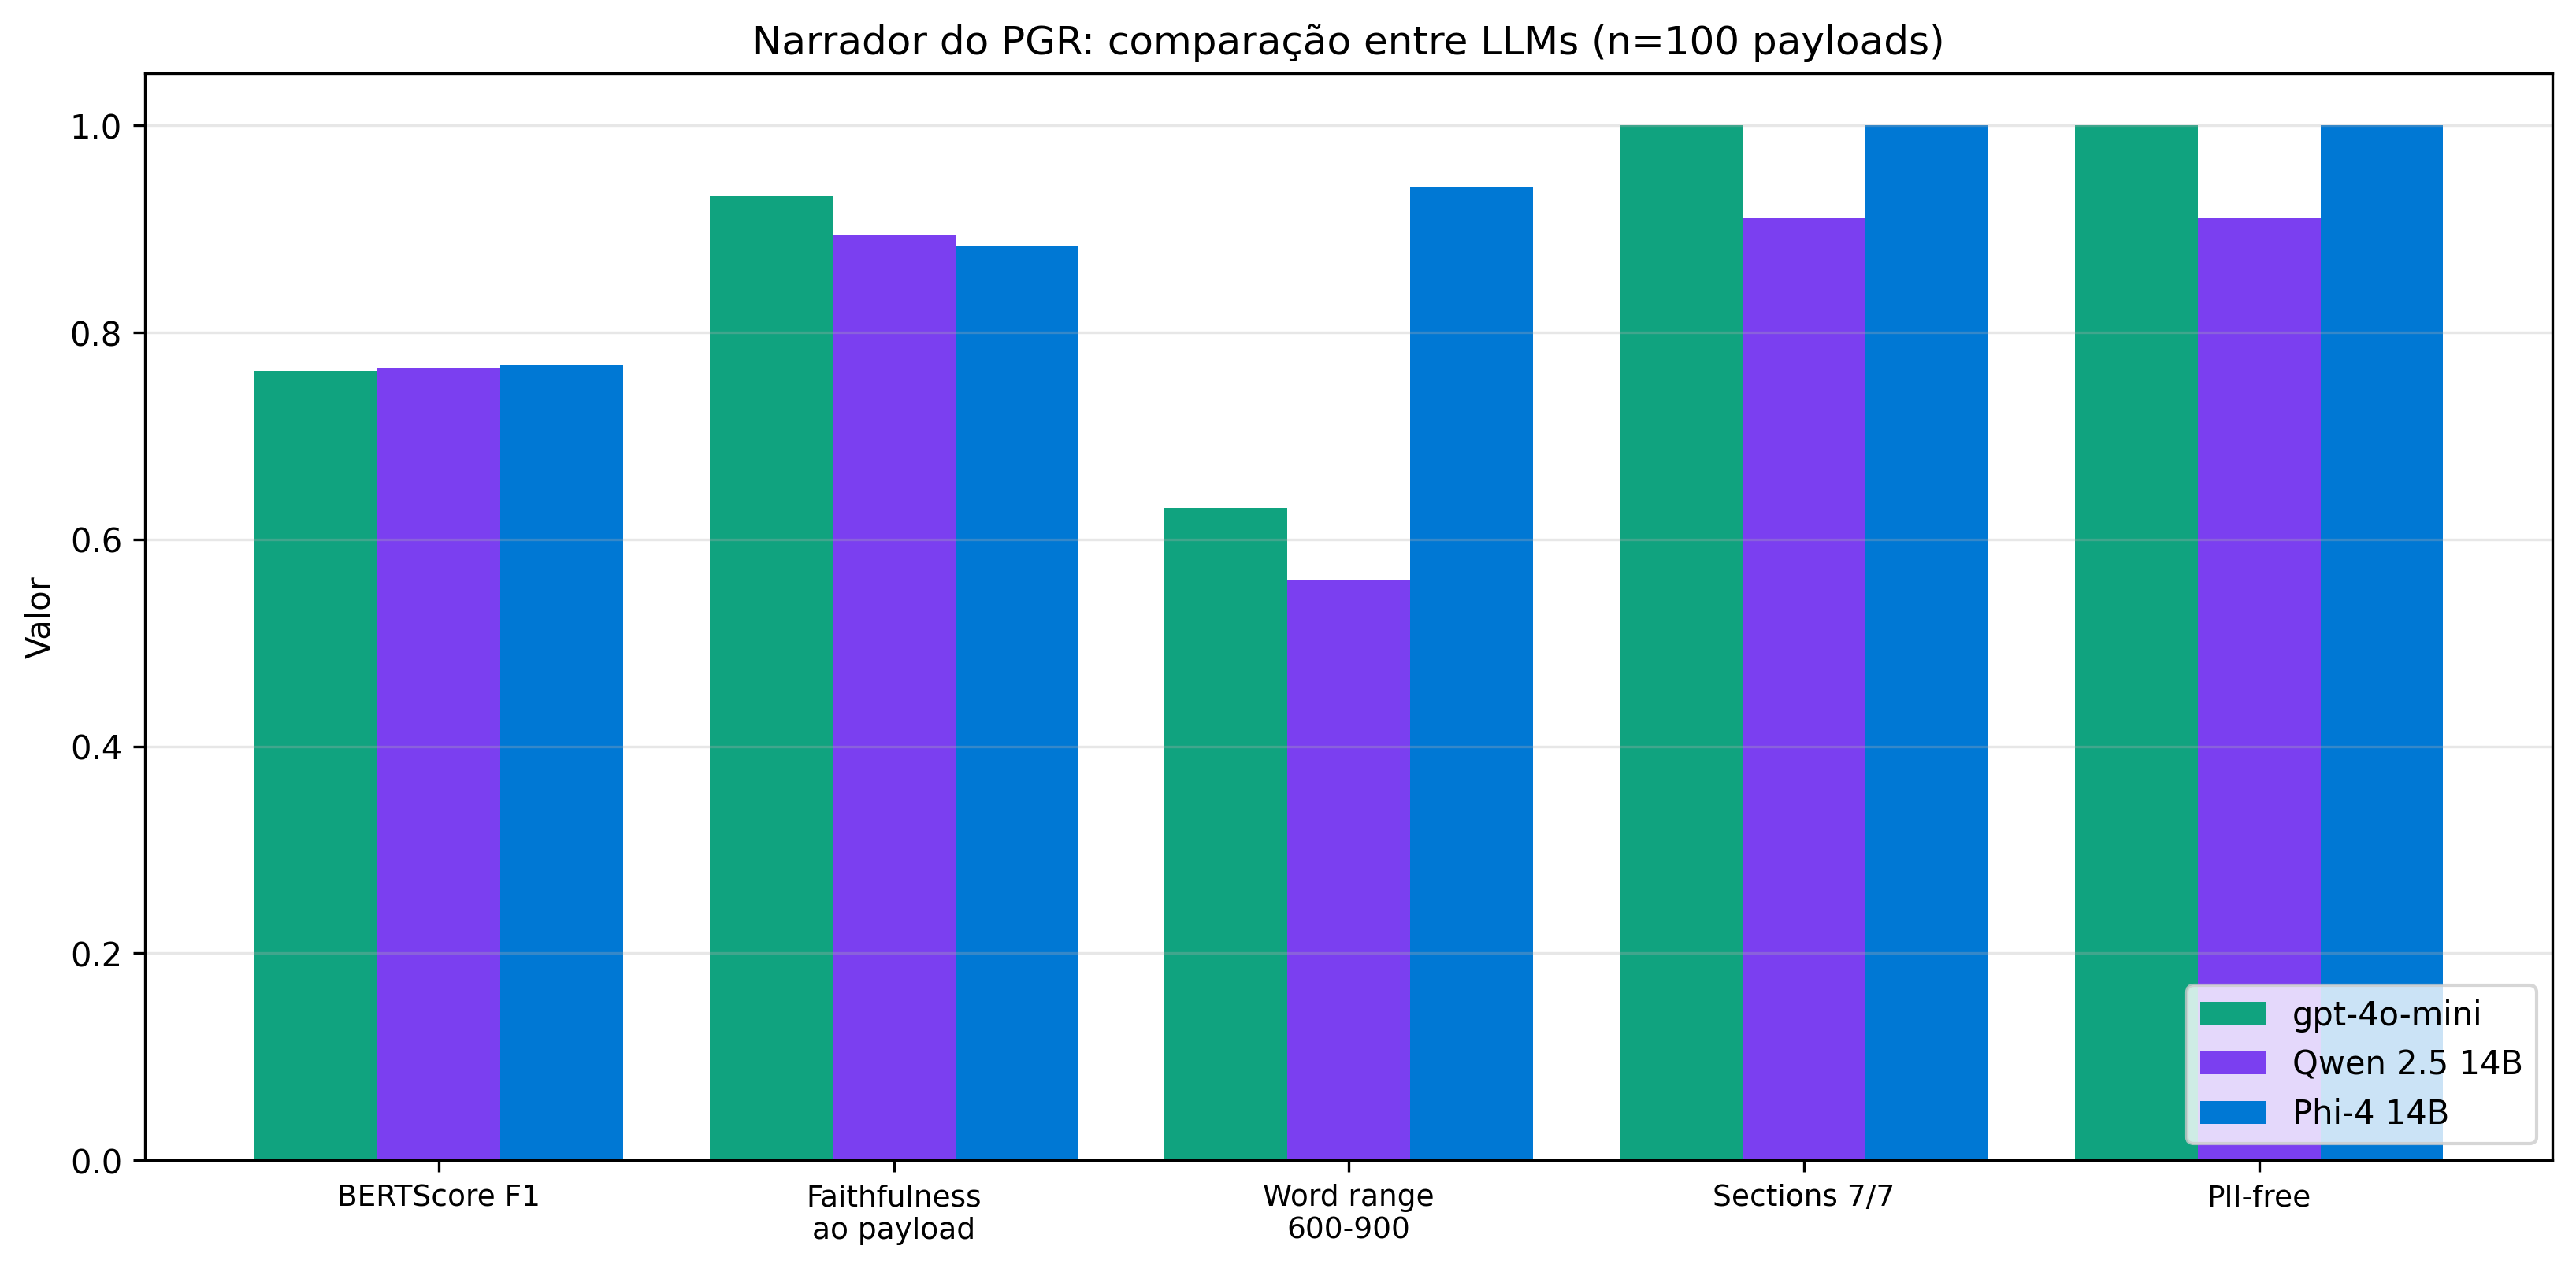 Narrador do PGR: comparação entre LLMs (n=100 payloads)
Valor
1.0
0.8
0.6
0.4
0.2
0.0
BERTScore F1
Faithfulness
ao payload
Word range
600-900
Sections 7/7
PII-free
gpt-4o-mini
Qwen 2.5 14B
Phi-4 14B